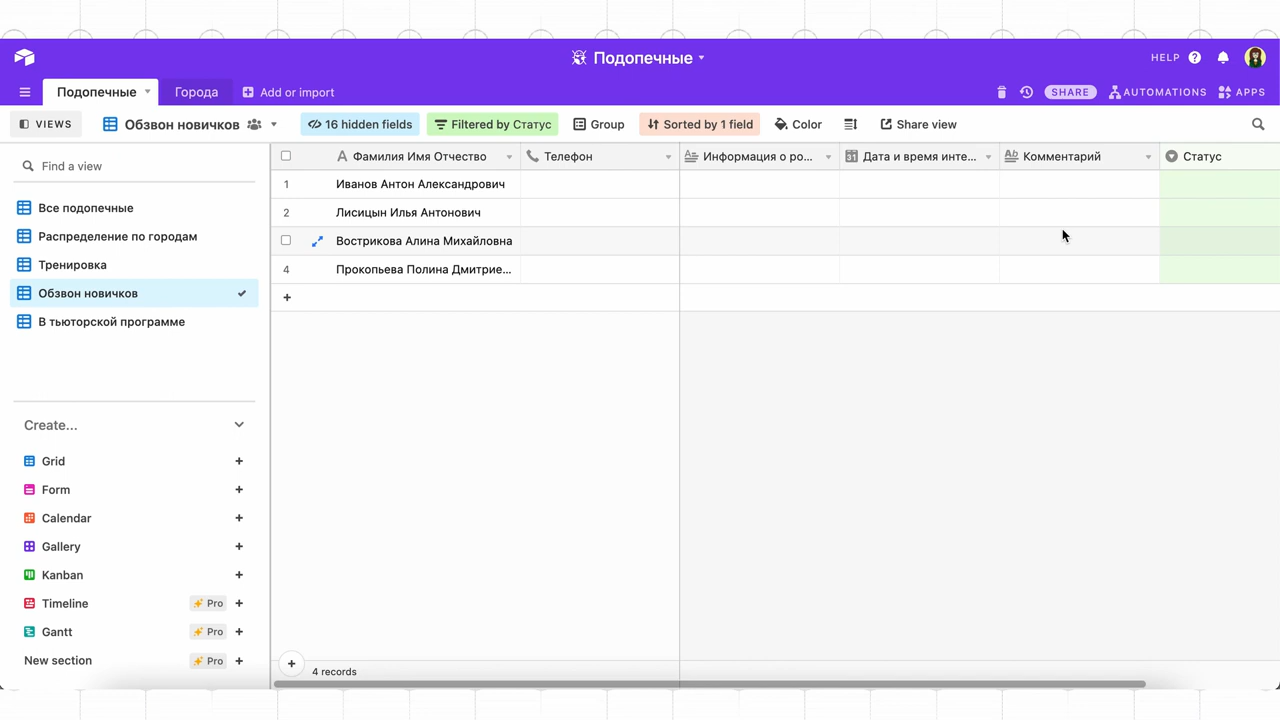 Подопечные
HELP
Подопечные
Города
Add or import
SHARE
AUTOMATIONS
APPS
VIEWS
Обзвон новичков
16 hidden fields
Filtered by Статус
Group
Sorted by 1 field
Color
Share view
Find a view
Все подопечные
Распределение по городам
Тренировка
Обзвон новичков
В тьюторской программе
Create...
Grid
Form
Calendar
Gallery
Kanban
Timeline Pro
Gantt Pro
New section Pro
Фамилия Имя Отчество Телефон Информация о ро... Дата и время инте... Комментарий Статус
1 Иванов Антон Александрович
2 Лисицын Илья Антонович
Вострикова Алина Михайловна
4 Прокопьева Полина Дмитрие...
4 records